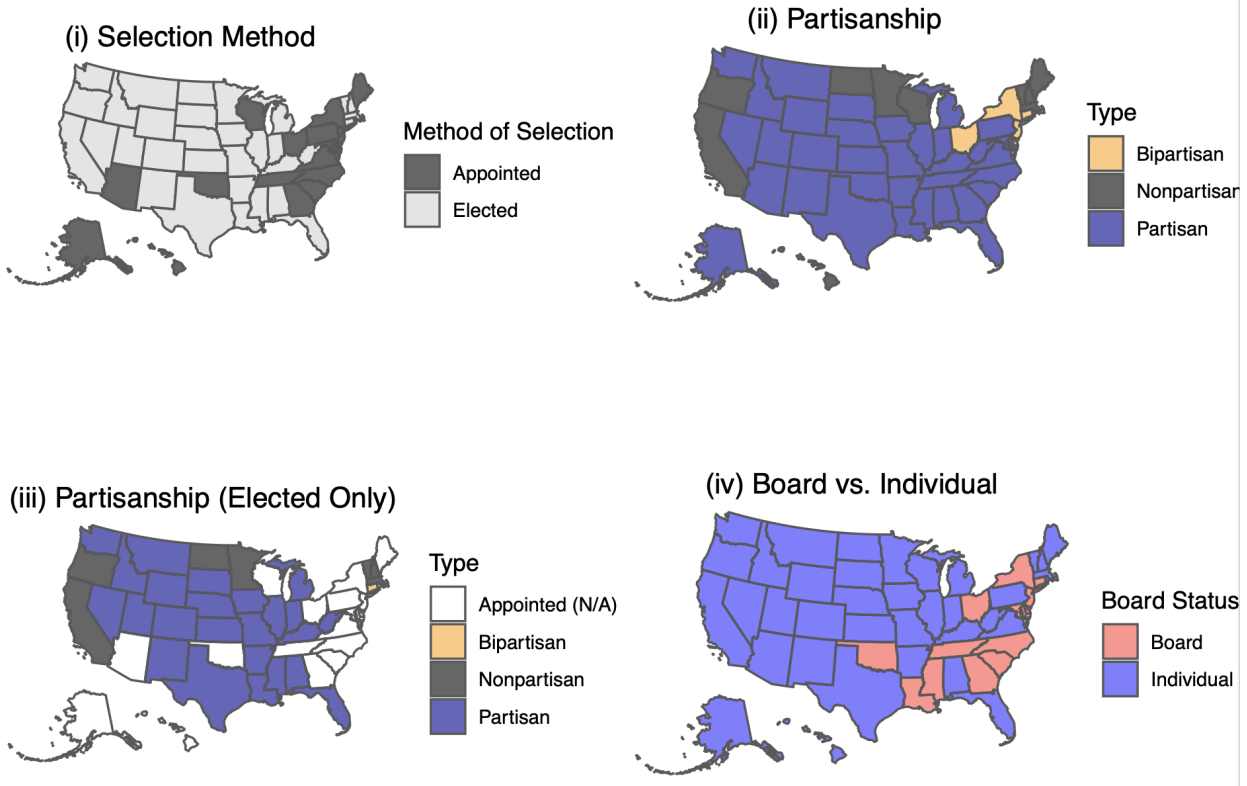 (i) Selection Method
Method of Selection
Appointed
Elected
(ii) Partisanship
Type
Bipartisan
Nonpartisan
Partisan
(iii) Partisanship (Elected Only)
Type
Appointed (N/A)
Bipartisan
Nonpartisan
Partisan
(iv) Board vs. Individual
Board Status
Board
Individual